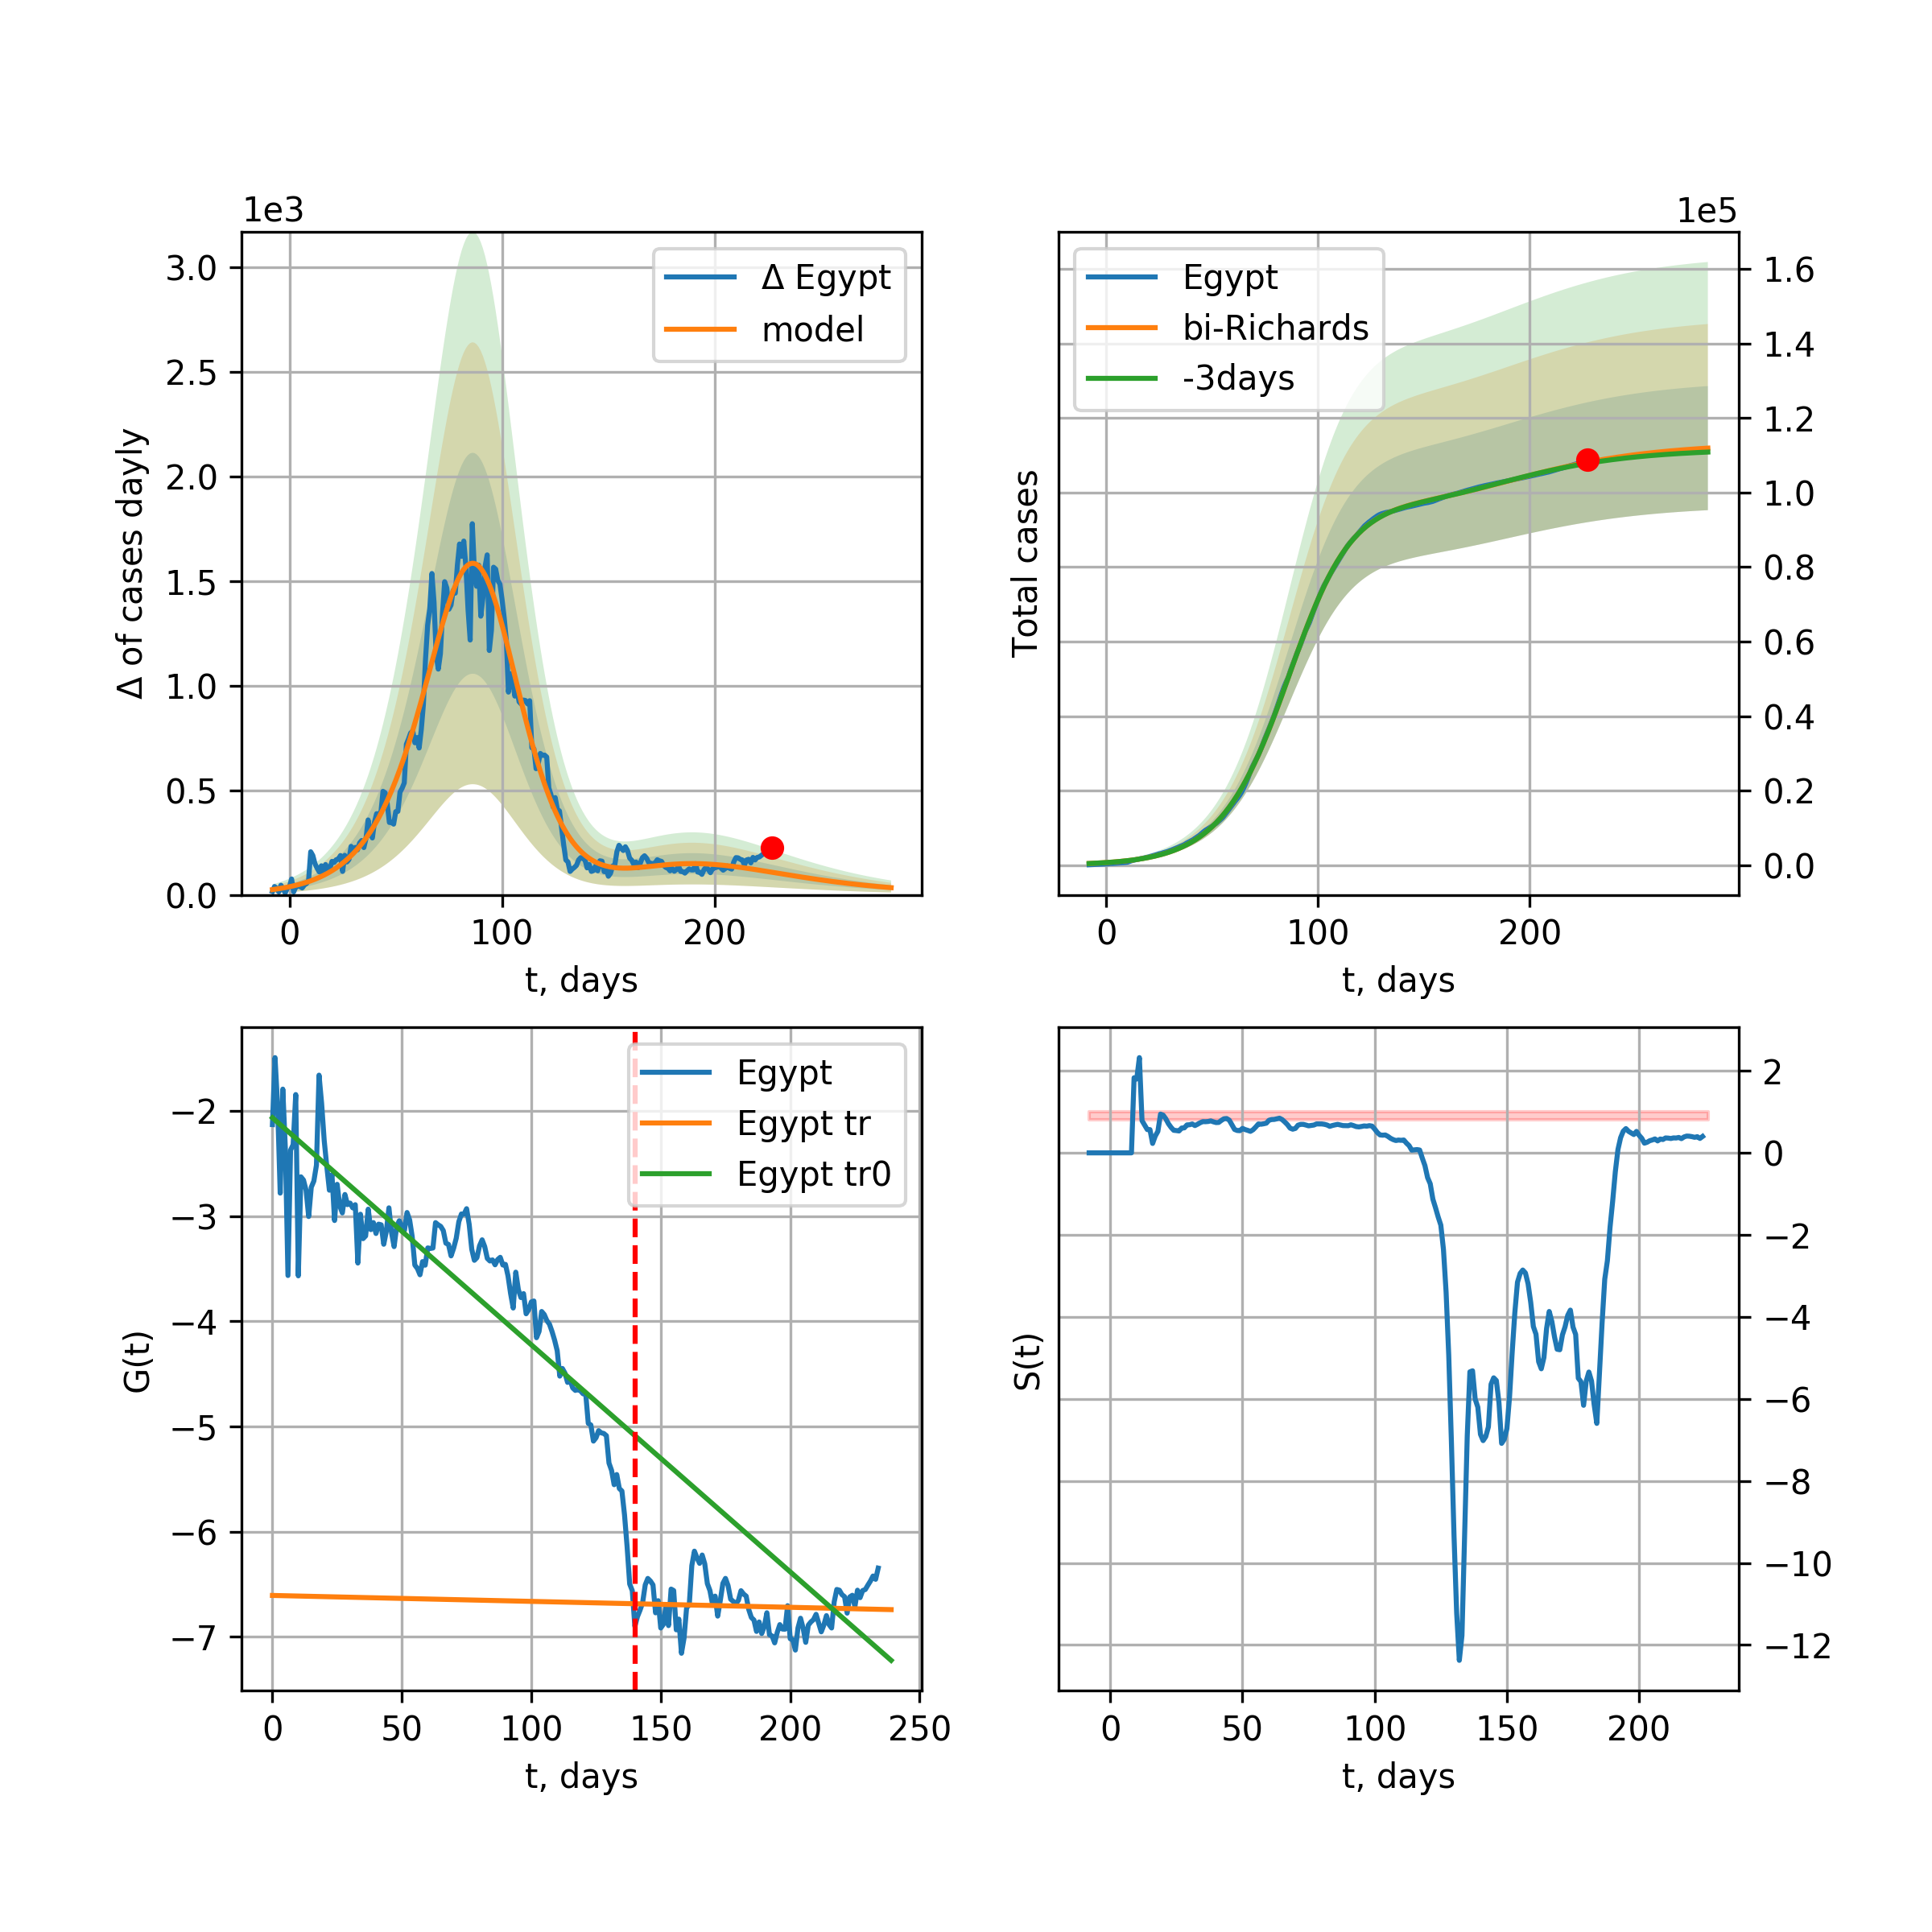 1e3
3.0
2.5
2.0
1.5
1.0
0.5
0.0
Δ of cases dayly
Δ Egypt
model
0
100
200
t, days
1e5
Egypt
bi-Richards
-3days
Total cases
1.6
1.4
1.2
1.0
0.8
0.6
0.4
0.2
0.0
0
100
200
t, days
−2
−3
−4
−5
−6
−7
G(t)
Egypt
Egypt tr
Egypt tr0
0
50
100
150
200
250
t, days
S(t)
2
0
−2
−4
−6
−8
−10
−12
0
50
100
150
200
t, days